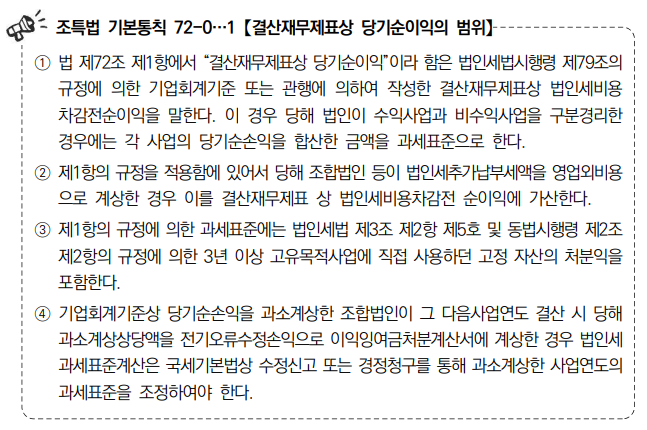 조특법 기본통칙 72-0…1【결산재무제표상 당기순이익의 범위】
① 법 제72조 제1항에서 “결산재무제표상 당기순이익”이라 함은 법인세법시행령 제79조의
규정에 의한 기업회계기준 또는 관행에 의하여 작성한 결산재무제표상 법인세비용
차감전순이익을 말한다. 이 경우 당해 법인이 수익사업과 비수익사업을 구분경리한
경우에는 각 사업의 당기순손익을 합산한 금액을 과세표준으로 한다.
② 제1항의 규정을 적용함에 있어서 당해 조합법인 등이 법인세추가납부세액을 영업외비용
으로 계상한 경우 이를 결산재무제표 상 법인세비용차감전 순이익에 가산한다.
③ 제1항의 규정에 의한 과세표준에는 법인세법 제3조 제2항 제5호 및 동법시행령 제2조
제2항의 규정에 의한 3년 이상 고유목적사업에 직접 사용하던 고정 자산의 처분익을
포함한다.
④ 기업회계기준상 당기순손익을 과소계상한 조합법인이 그 다음사업연도 결산 시 당해
과소계상상당액을 전기오류수정손익으로 이익잉여금처분계산서에 계상한 경우 법인세
과세표준계산은 국세기본법상 수정신고 또는 경정청구를 통해 과소계상한 사업연도의
과세표준을 조정하여야 한다.